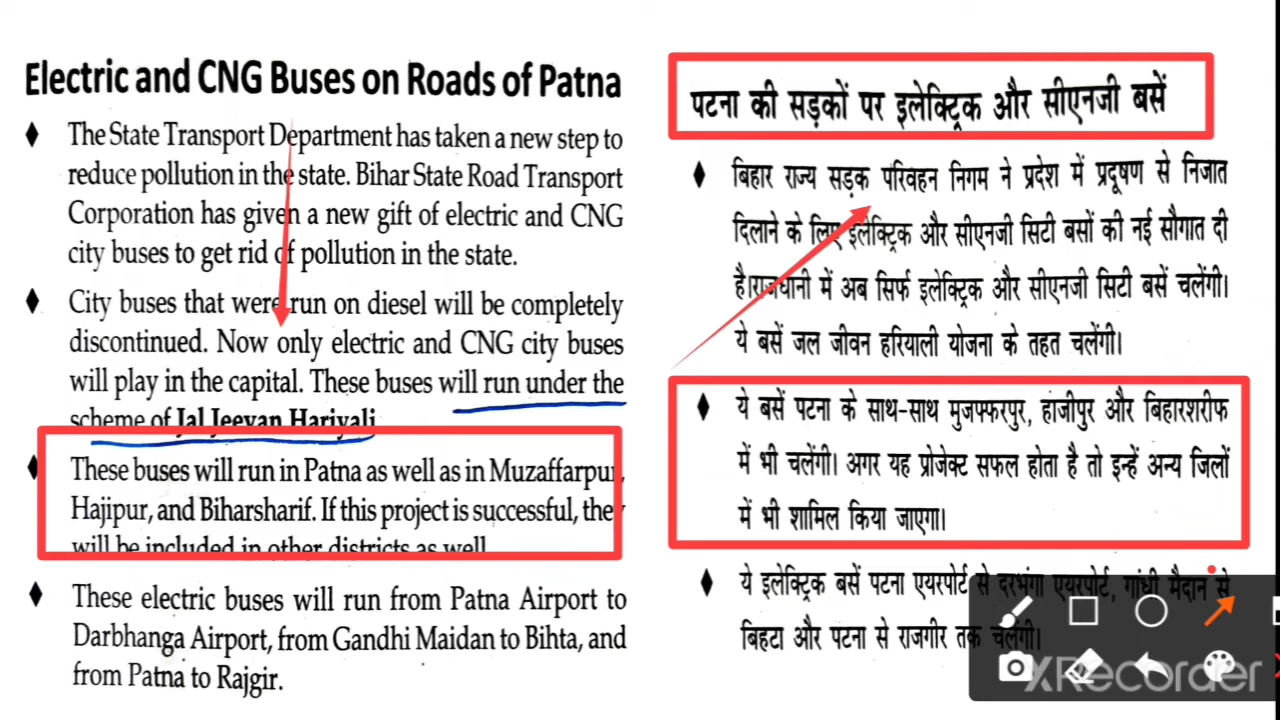 Electric and CNG Buses on Roads of Patna
♦ The State Transport Department has taken a new step to
reduce pollution in the state. Bihar State Road Transport
Corporation has given a new gift of electric and CNG
city buses to get rid of pollution in the state.
♦ City buses that were run on diesel will be completely
discontinued. Now only electric and CNG city buses
will play in the capital. These buses will run under the
scheme of Jal Jeevan Hariyali
♦ These buses will run in Patna as well as in Muzaffarpur,
Hajipur, and Biharsharif. If this project is successful, they
will be included in other districts as well
♦ These electric buses will run from Patna Airport to
Darbhanga Airport, from Gandhi Maidan to Bihta, and
from Patna to Rajgir.
पटना की सड़कों पर इलेक्ट्रिक और सीएनजी बसें
♦ बिहार राज्य सड़क परिवहन निगम ने प्रदेश में प्रदूषण से निजात
दिलाने के लिए इलेक्ट्रिक और सीएनजी सिटी बसों की नई सौगात दी
है।राजधानी में अब सिर्फ इलेक्ट्रिक और सीएनजी सिटी बसें चलेंगी।
ये बसें जल जीवन हरियाली योजना के तहत चलेंगी।
♦ ये बसें पटना के साथ-साथ मुजफ्फरपुर, हाजीपुर और बिहारशरीफ
में भी चलेंगी। अगर यह प्रोजेक्ट सफल होता है तो इन्हें अन्य जिलों
में भी शामिल किया जाएगा।
♦ ये इलेक्ट्रिक बसें पटना एयरपोर्ट से दरभंगा एयरपोर्ट, गांधी मैदान से
बिहटा और पटना से राजगीर तक चलेंगी।
XRecorder